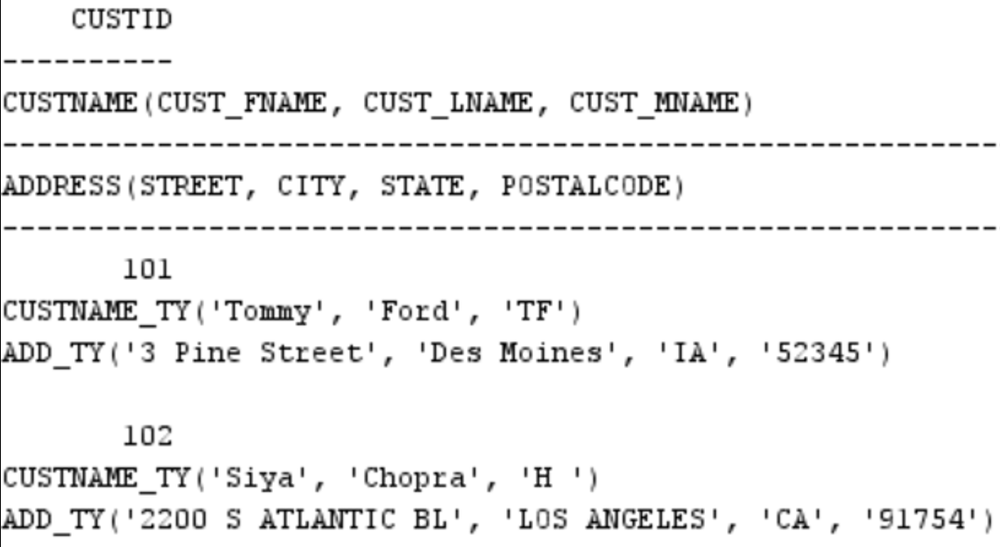 CUSTID
----------
CUSTNAME(CUST_FNAME, CUST_LNAME, CUST_MNAME)
----------------------------------------------------------
ADDRESS(STREET, CITY, STATE, POSTALCODE)
----------------------------------------------------------
101
CUSTNAME_TY('Tommy', 'Ford', 'TF')
ADD_TY('3 Pine Street', 'Des Moines', 'IA', '52345')
102
CUSTNAME_TY('Siya', 'Chopra', 'H ')
ADD_TY('2200 S ATLANTIC BL', 'LOS ANGELES', 'CA', '91754')